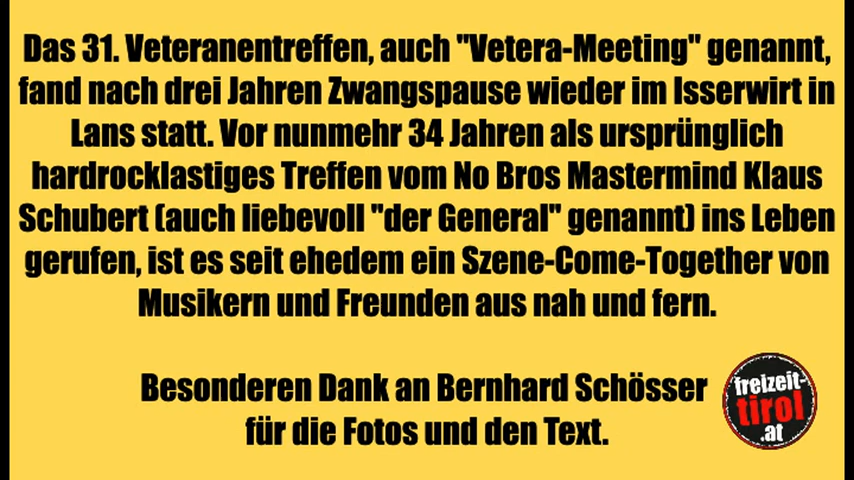 Das 31. Veteranentreffen, auch "Vetera-Meeting" genannt,
fand nach drei Jahren Zwangspause wieder im Isserwirt in
Lans statt. Vor nunmehr 34 Jahren als ursprünglich
hardrocklastiges Treffen vom No Bros Mastermind Klaus
Schubert (auch liebevoll "der General" genannt) ins Leben
gerufen, ist es seit ehedem ein Szene-Come-Together von
Musikern und Freunden aus nah und fern.
Besonderen Dank an Bernhard Schösser
für die Fotos und den Text.
freizeit-
tirol
.at